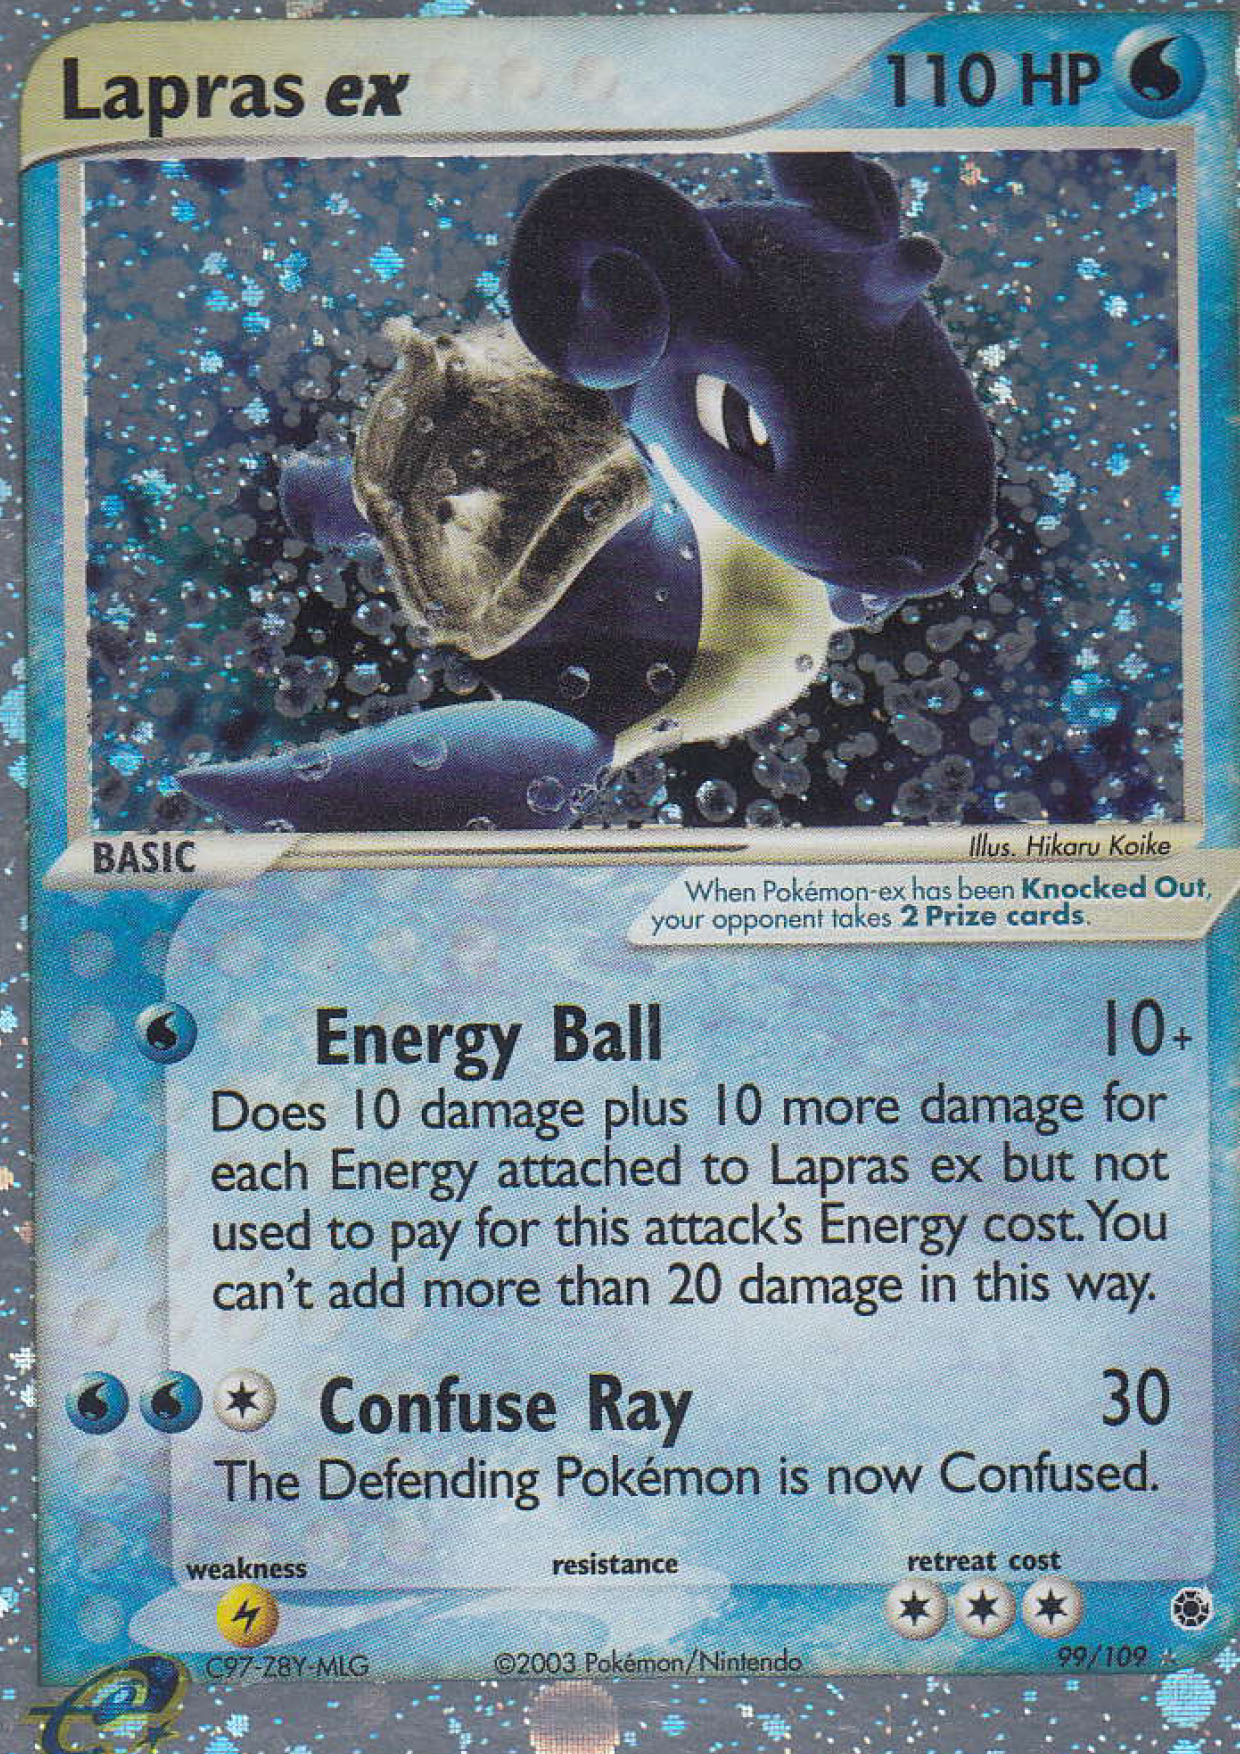 Lapras ex
110 HP
BASIC
Illus. Hikaru Koike
When Pokémon-ex has been Knocked Out,
your opponent takes 2 Prize cards.
Energy Ball 10+
Does 10 damage plus 10 more damage for
each Energy attached to Lapras ex but not
used to pay for this attack's Energy cost. You
can't add more than 20 damage in this way.
Confuse Ray 30
The Defending Pokémon is now Confused.
weakness resistance retreat cost
C97-Z8Y-MLG ©2003 Pokémon/Nintendo 99/109
e